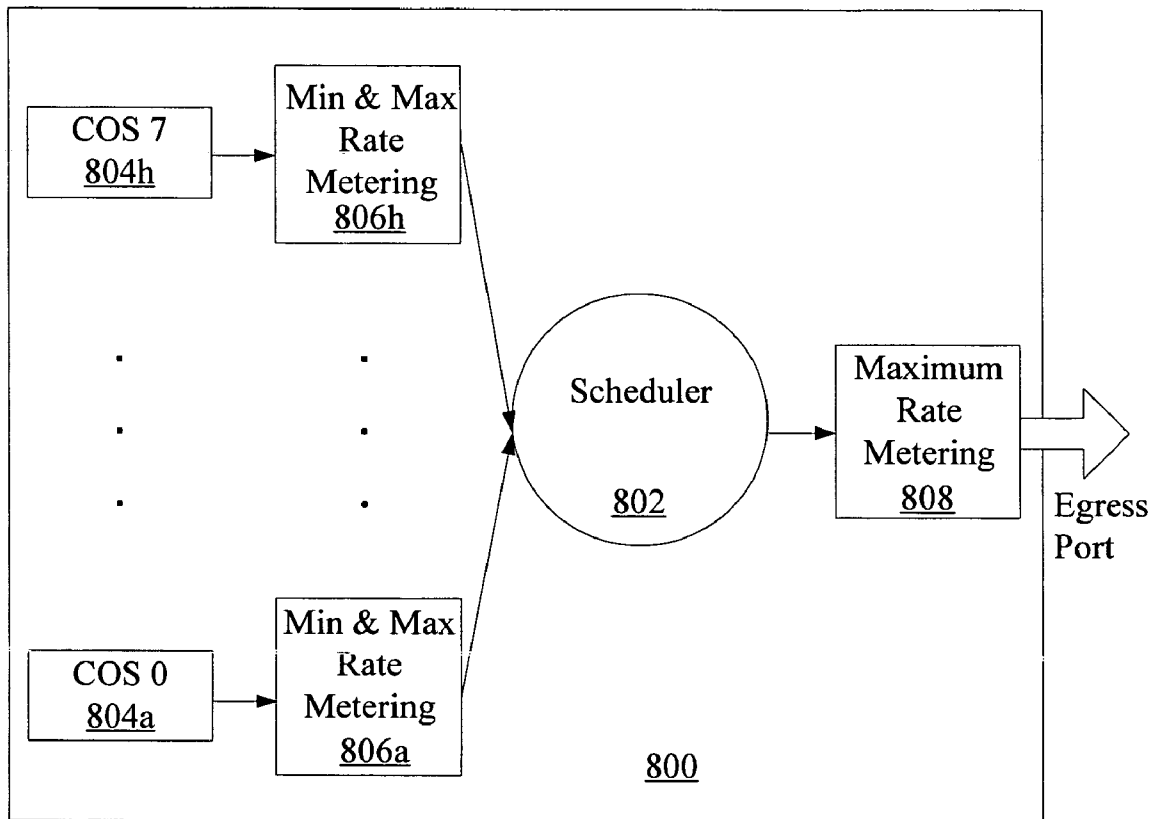 COS 7
804h
Min & Max
Rate
Metering
806h
Scheduler
802
Maximum
Rate
Metering
808
Egress
Port
COS 0
804a
Min & Max
Rate
Metering
806a
800